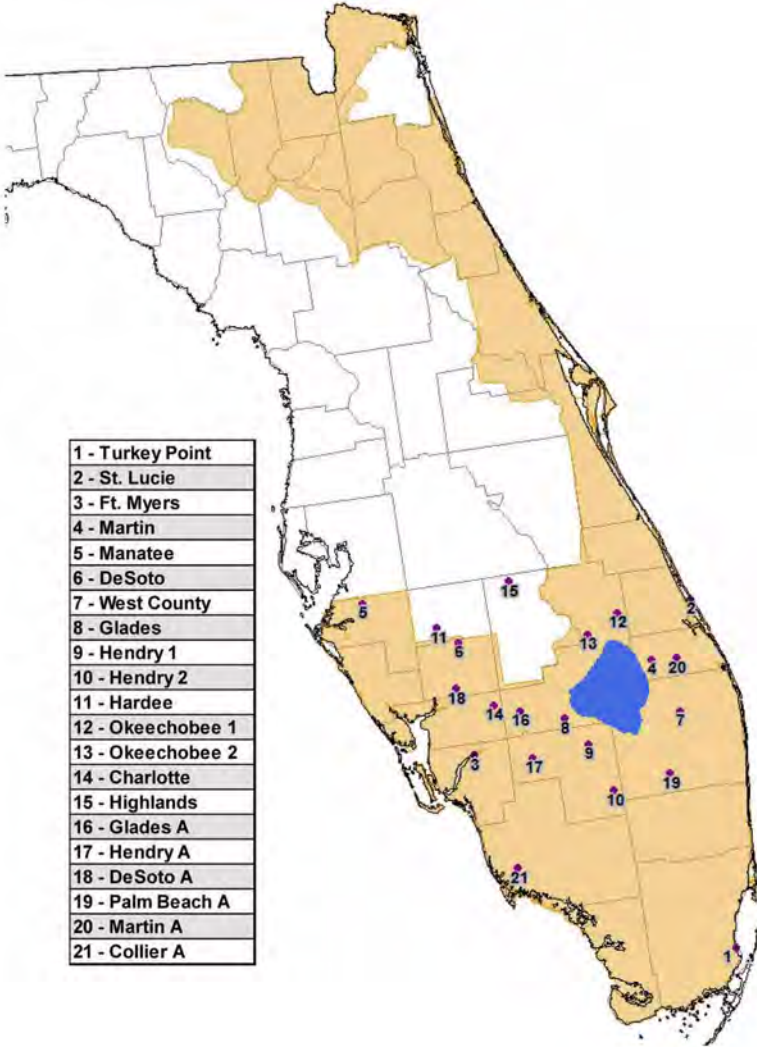 1 - Turkey Point
2 - St. Lucie
3 - Ft. Myers
4 - Martin
5 - Manatee
6 - DeSoto
7 - West County
8 - Glades
9 - Hendry 1
10 - Hendry 2
11 - Hardee
12 - Okeechobee 1
13 - Okeechobee 2
14 - Charlotte
15 - Highlands
16 - Glades A
17 - Hendry A
18 - DeSoto A
19 - Palm Beach A
20 - Martin A
21 - Collier A
15
5
2
12
11
13
6
4
20
18
14
16
8
7
9
3
17
19
10
21
1